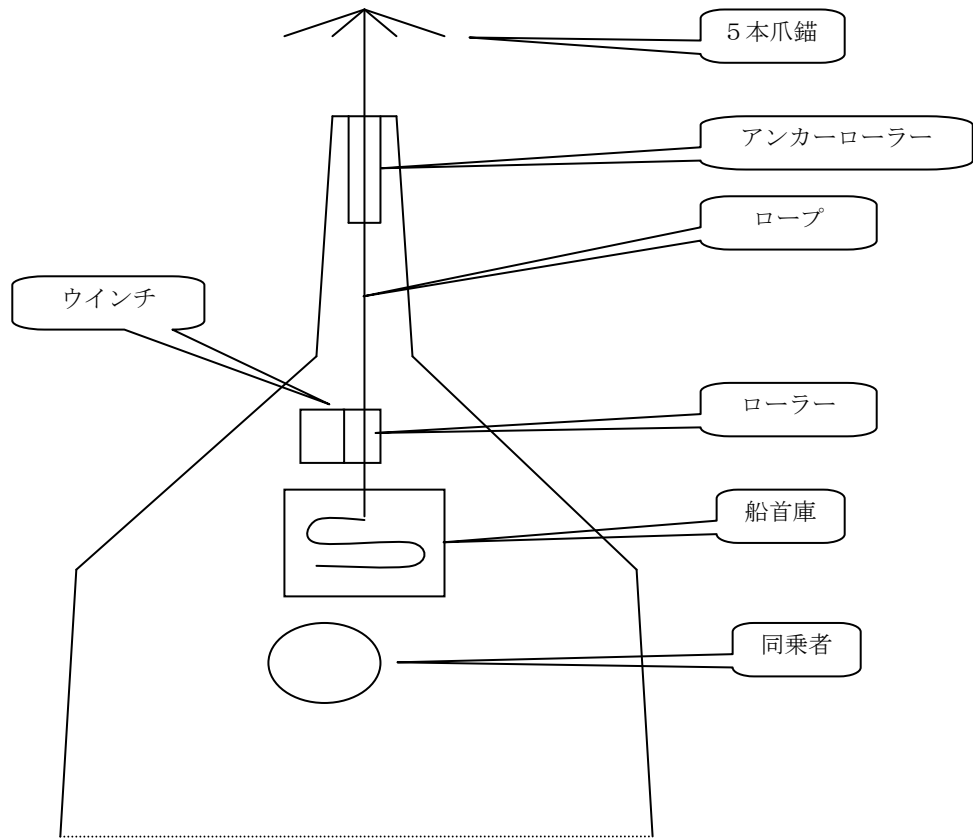 ５本爪錨
アンカーローラー
ロープ
ウインチ
ローラー
船首庫
同乗者